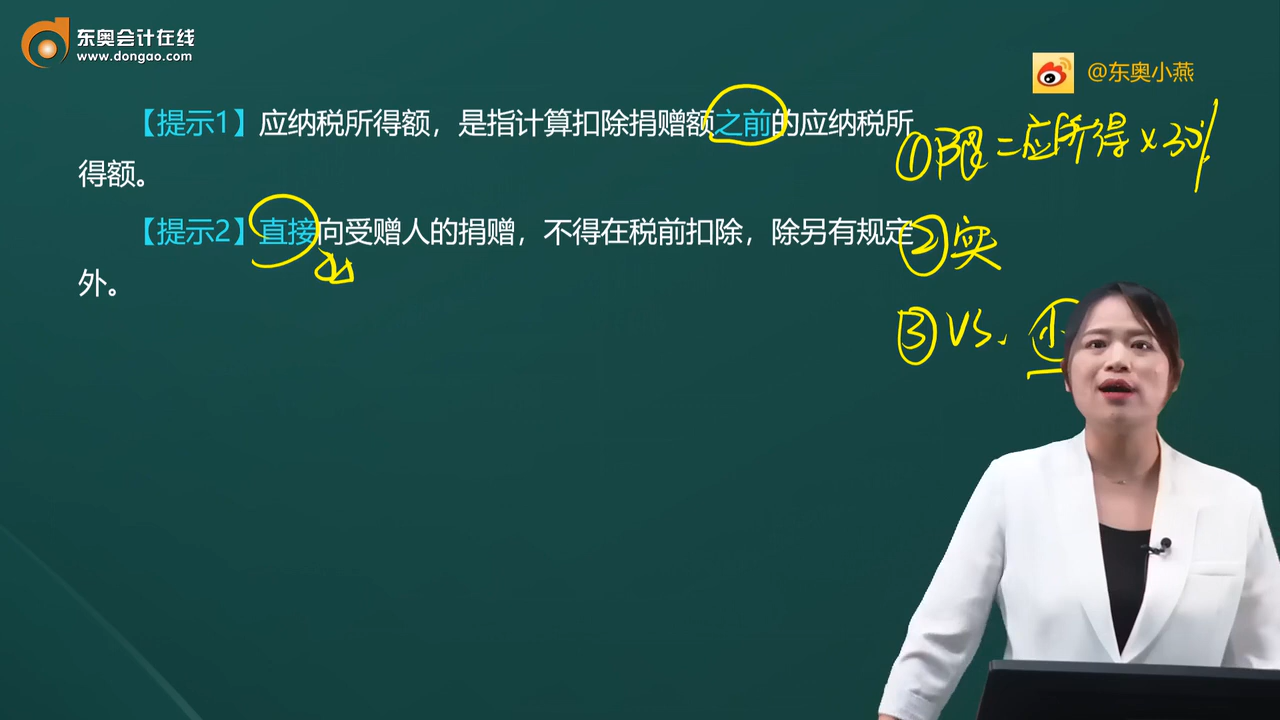 东奥会计在线
www.dongao.com
@东奥小燕
【提示1】应纳税所得额，是指计算扣除捐赠额之前的应纳税所
得额。
【提示2】直接向受赠人的捐赠，不得在税前扣除，除另有规定
外。
①限=应所得×30%
②实
③VS.